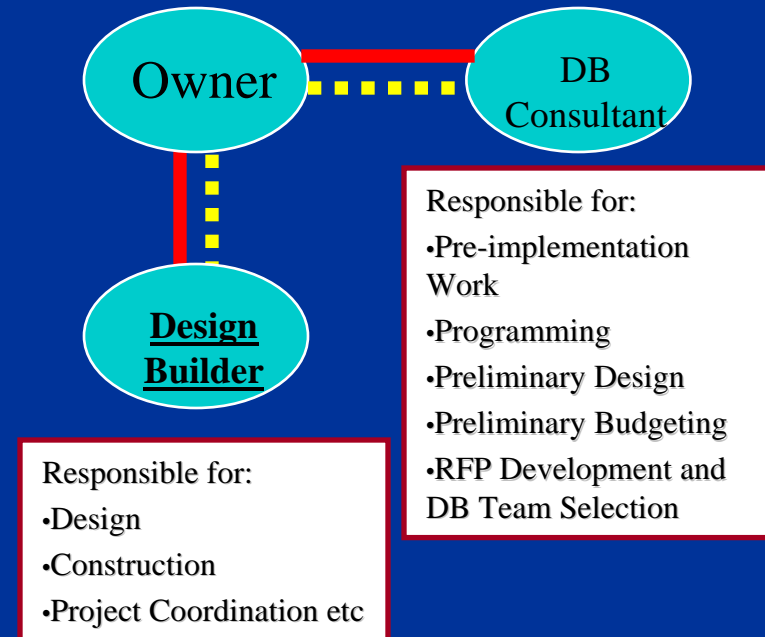 Owner
DB
Consultant
Design
Builder
Responsible for:
•Pre-implementation
Work
•Programming
•Preliminary Design
•Preliminary Budgeting
•RFP Development and
DB Team Selection
Responsible for:
•Design
•Construction
•Project Coordination etc